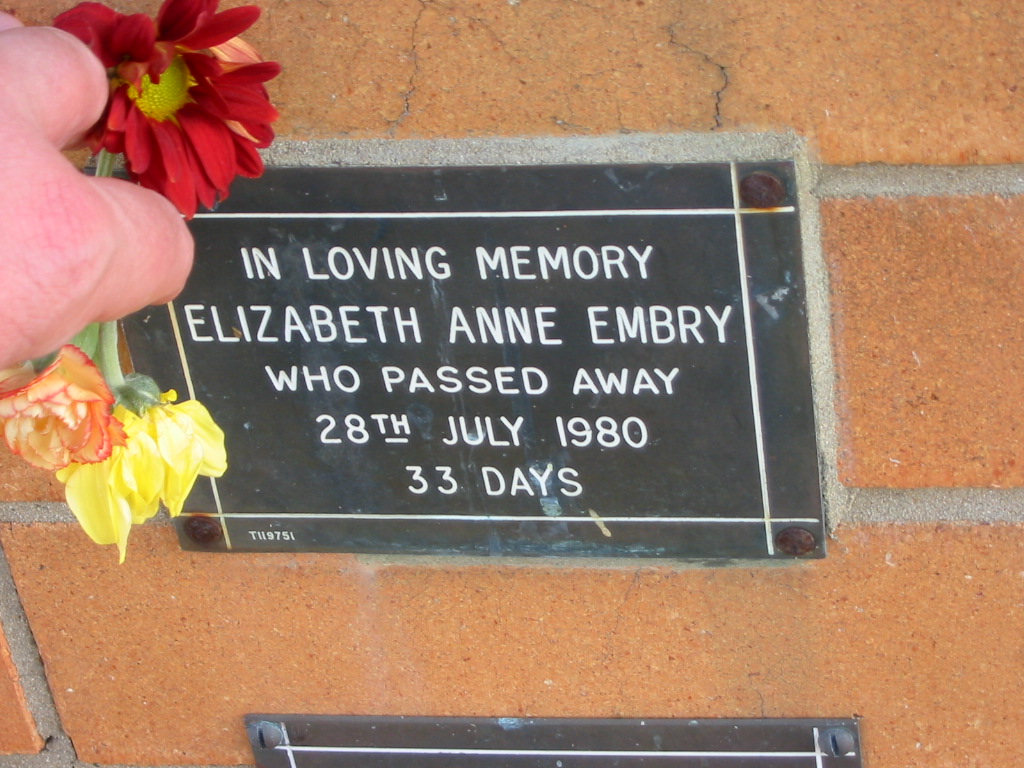 IN LOVING MEMORY
ELIZABETH ANNE EMBRY
WHO PASSED AWAY
28TH JULY 1980
33 DAYS
T119751